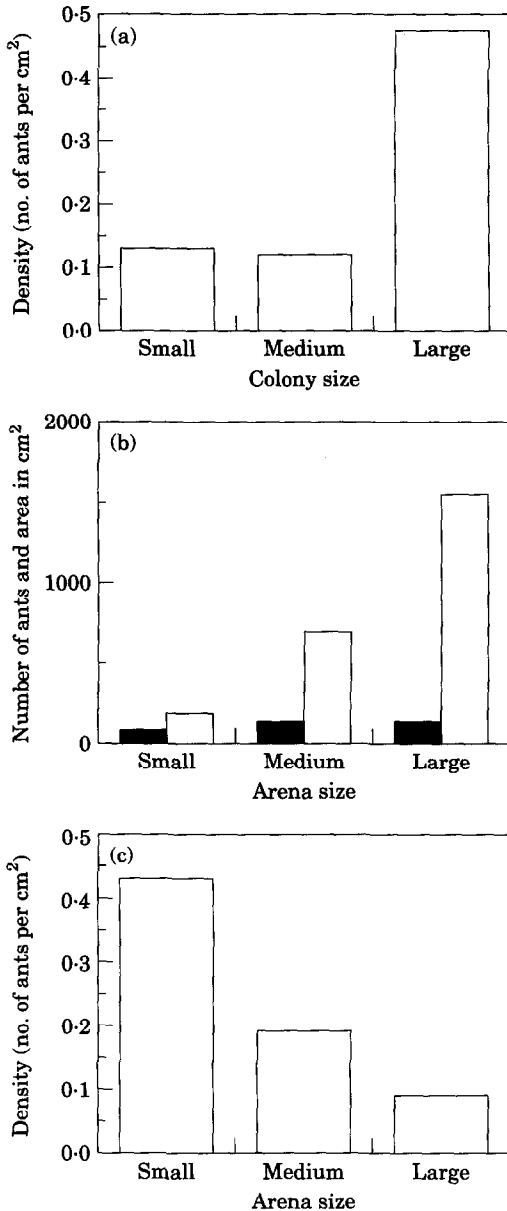 (a)
Density (no. of ants per cm²)
0·5
0·4
0·3
0·2
0·1
0·0
Small Medium Large
Colony size
(b)
Number of ants and area in cm²
2000
1000
0
Small Medium Large
Arena size
(c)
Density (no. of ants per cm²)
0·5
0·4
0·3
0·2
0·1
0·0
Small Medium Large
Arena size